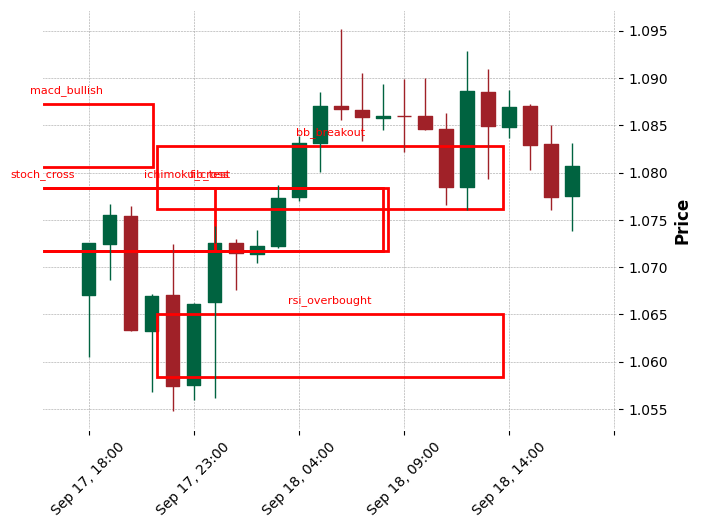 1.095
macd_bullish
1.090
bb_breakout
1.085
stoch_cross
1.080
1.075
Price
1.070
rsi_overbought
1.065
1.060
1.055
Sep 17, 18:00
Sep 17, 23:00
Sep 18, 04:00
Sep 18, 09:00
Sep 18, 14:00